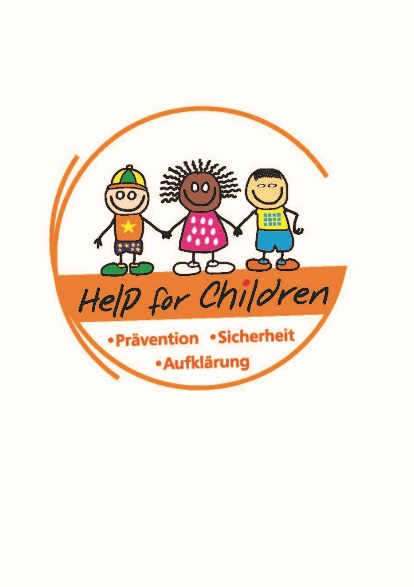 Help for Children
•Prävention •Sicherheit
•Aufklärung